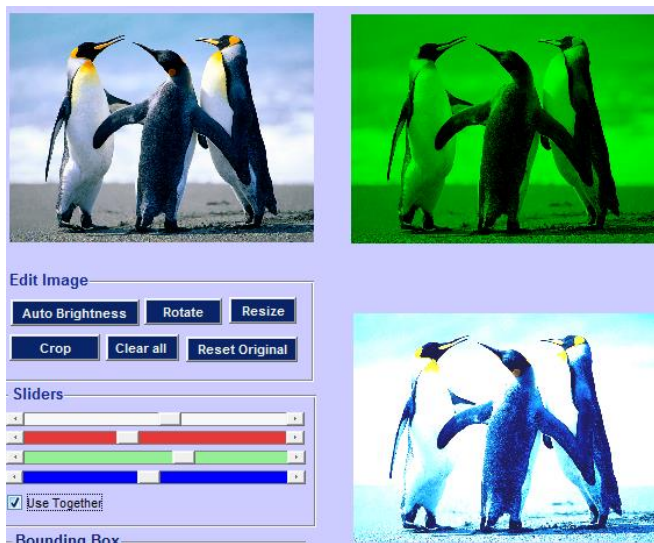 Edit Image
Auto Brightness Rotate Resize
Crop Clear all Reset Original
Sliders
Use Together
Bounding Box